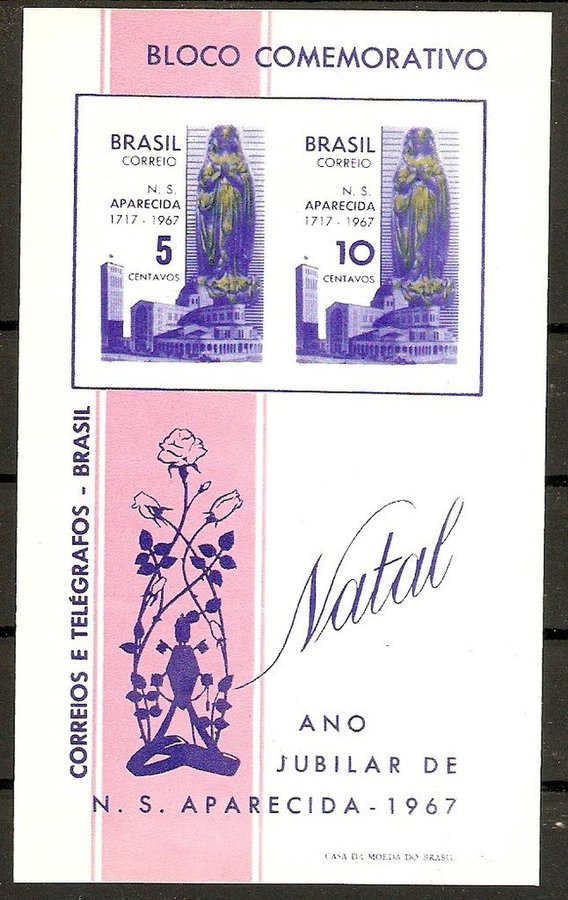 BLOCO COMEMORATIVO
BRASIL
CORREIO
N. S.
APARECIDA
1717 - 1967
5
CENTAVOS
BRASIL
CORREIO
N. S.
APARECIDA
1717 - 1967
10
CENTAVOS
CORREIOS E TELÉGRAFOS - BRASIL
Natal
ANO
JUBILAR DE
N. S. APARECIDA - 1967
CASA DA MOEDA DO BRASIL